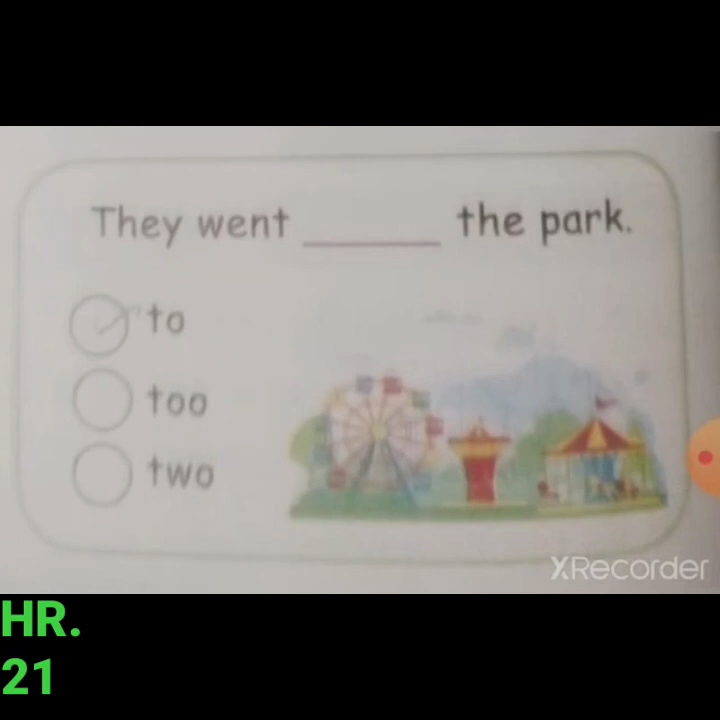 They went ______ the park.
to
too
two
XRecorder
HR.
21